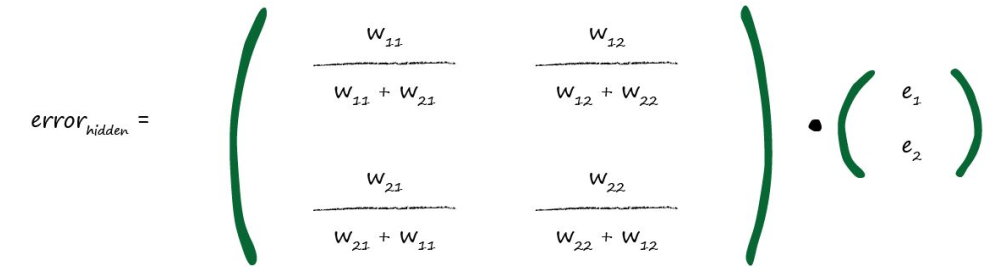 w₁₁ w₁₂
w₁₁ + w₂₁ w₁₂ + w₂₂ e₁
error_hidden = •
e₂
w₂₁ w₂₂
w₂₁ + w₁₁ w₂₂ + w₁₂